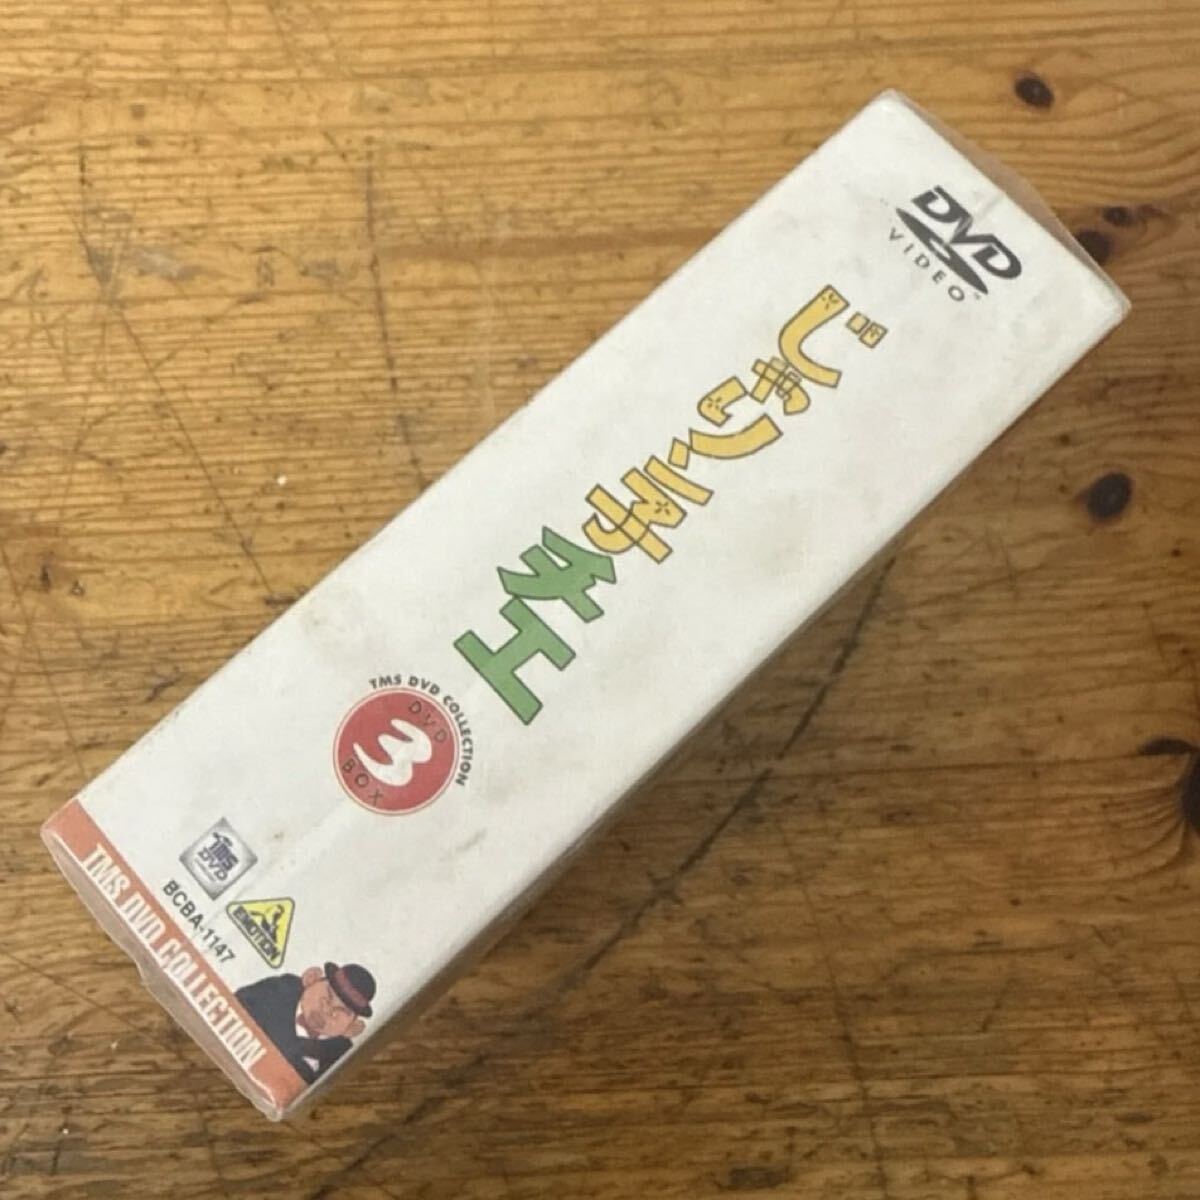 DVD
VIDEO
じゃりン子
チエ
TMS DVD COLLECTION
DVD
3
BOX
TMS
DVD
BCBA-1147
EMOTION
TMS DVD COLLECTION